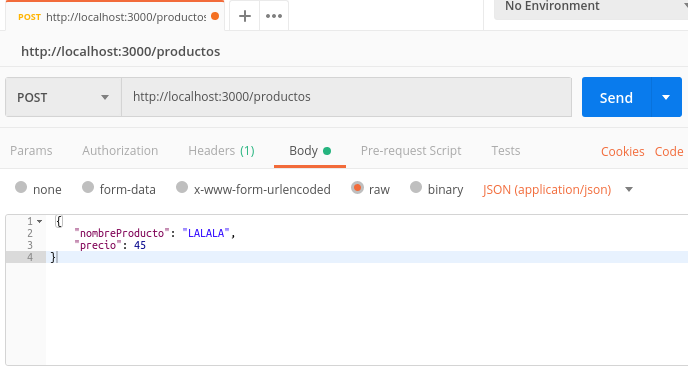 POST http://localhost:3000/productos
No Environment
http://localhost:3000/productos
POST http://localhost:3000/productos Send
Params Authorization Headers (1) Body Pre-request Script Tests Cookies Code
none form-data x-www-form-urlencoded raw binary JSON (application/json)
1 {
2 "nombreProducto": "LALALA",
3 "precio": 45
4 }